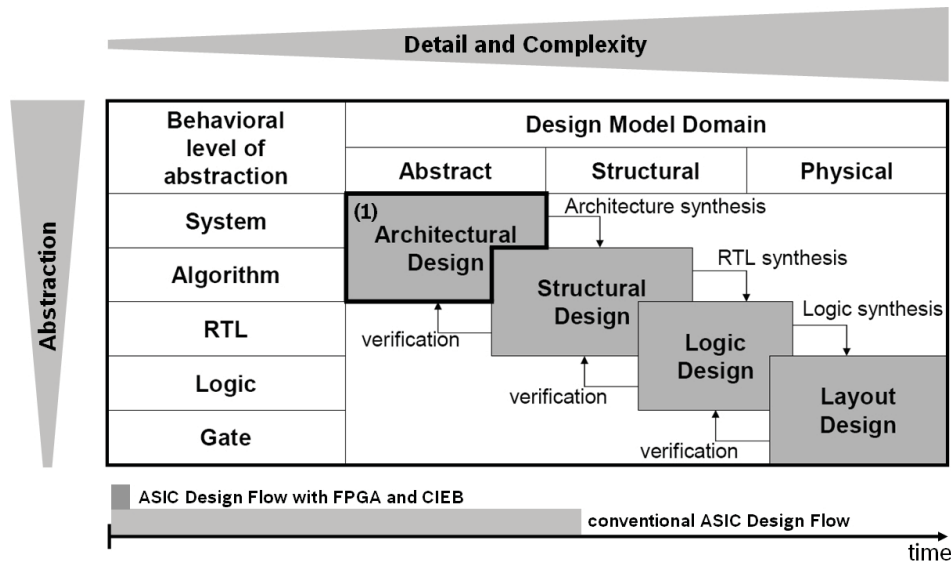 Detail and Complexity
Abstraction
Behavioral
level of
abstraction
Design Model Domain
Abstract
Structural
Physical
System
Algorithm
RTL
Logic
Gate
(1)
Architectural
Design
Architecture synthesis
Structural
Design
RTL synthesis
Logic
Design
Logic synthesis
Layout
Design
verification
verification
verification
ASIC Design Flow with FPGA and CIEB
conventional ASIC Design Flow
time